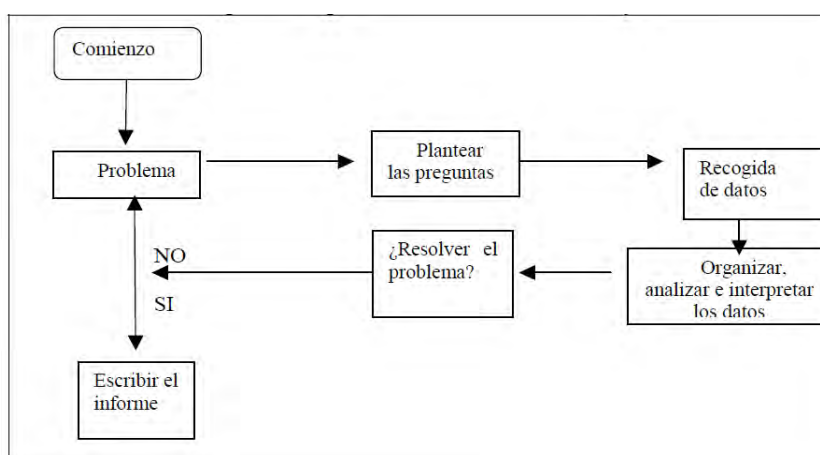 Comienzo
Problema
Plantear
las preguntas
Recogida
de datos
Organizar,
analizar e interpretar
los datos
¿Resolver el
problema?
NO
SI
Escribir el
informe